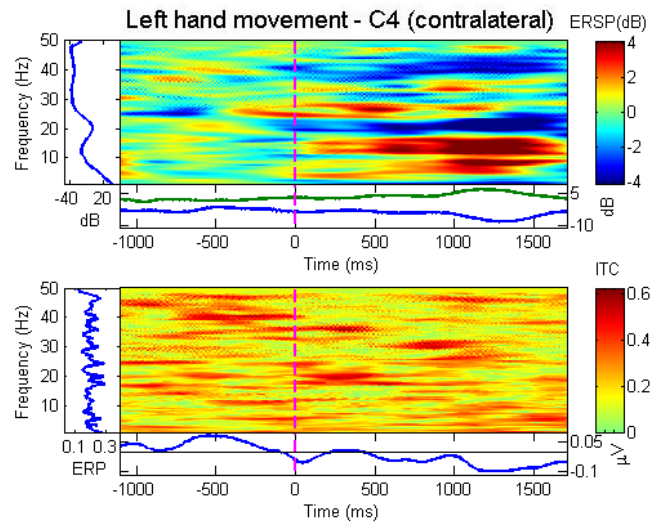 Left hand movement - C4 (contralateral)
ERSP(dB)
50
40
30
20
10
Frequency (Hz)
-40 20
dB
4
2
0
-2
-4
5
-10
dB
-1000 -500 0 500 1000 1500
Time (ms)
ITC
50
40
30
20
10
Frequency (Hz)
0.6
0.4
0.2
0
0.1 0.3
ERP
0.05
-0.1
μV
-1000 -500 0 500 1000 1500
Time (ms)